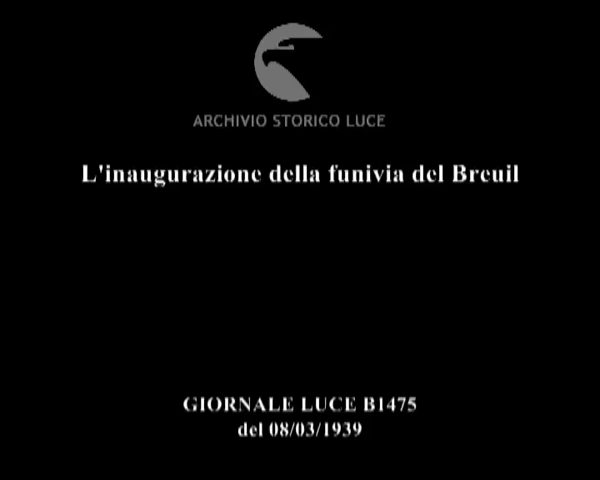 ARCHIVIO STORICO LUCE
L'inaugurazione della funivia del Breuil
GIORNALE LUCE B1475
del 08/03/1939